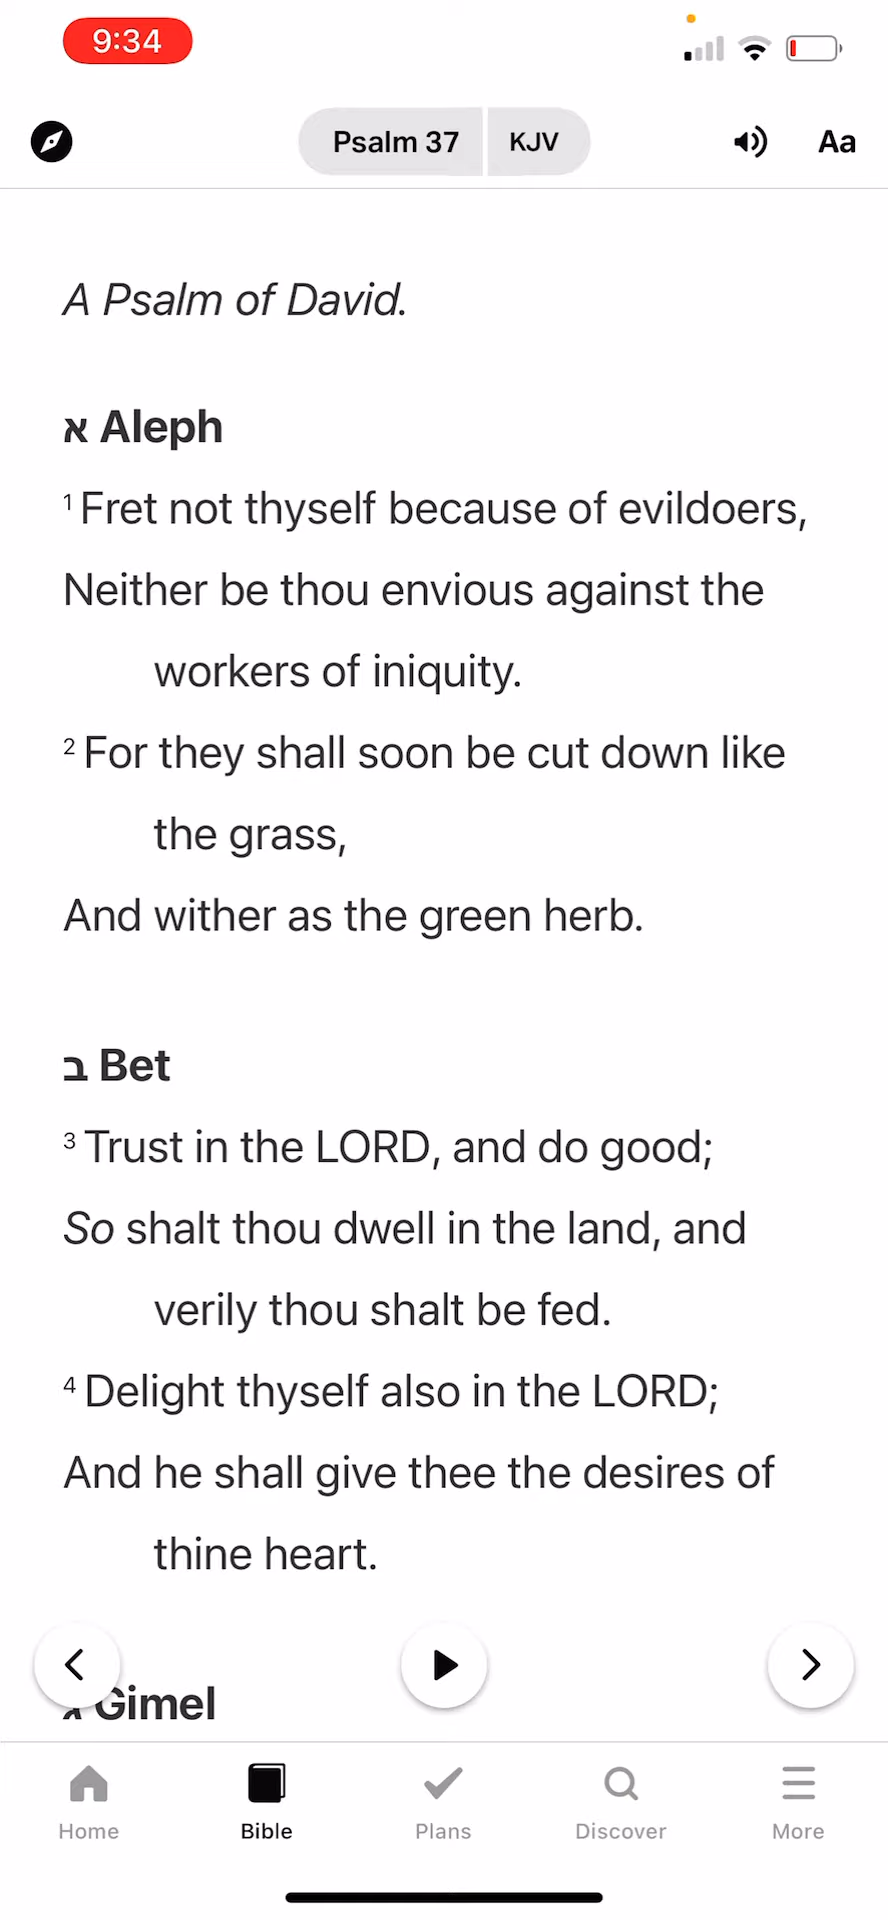 9:34
Psalm 37 KJV Aa
A Psalm of David.
א Aleph
1 Fret not thyself because of evildoers,
Neither be thou envious against the
workers of iniquity.
2 For they shall soon be cut down like
the grass,
And wither as the green herb.
ב Bet
3 Trust in the LORD, and do good;
So shalt thou dwell in the land, and
verily thou shalt be fed.
4 Delight thyself also in the LORD;
And he shall give thee the desires of
thine heart.
Gimel
Home Bible Plans Discover More